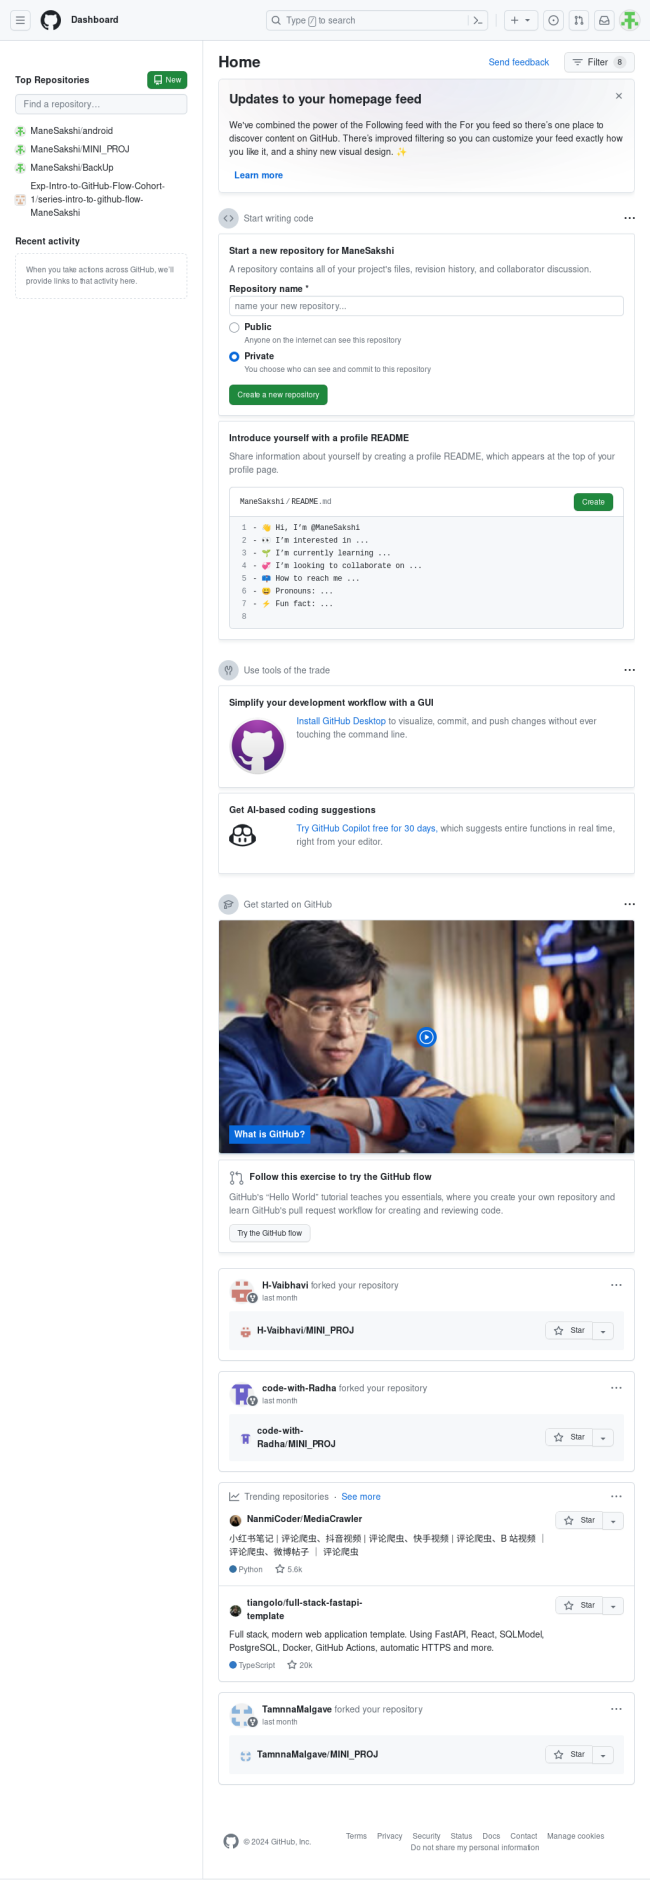 Dashboard
Type / to search
Top Repositories
New
Find a repository...
ManeSakshi/android
ManeSakshi/MINI_PROJ
ManeSakshi/BackUp
Exp-Intro-to-GitHub-Flow-Cohort-
1/series-intro-to-github-flow-
ManeSakshi
Recent activity
When you take actions across GitHub, we'll
provide links to that activity here.
Home
Send feedback
Filter 8
Updates to your homepage feed
We've combined the power of the Following feed with the For you feed so there's one place to
discover content on GitHub. There's improved filtering so you can customize your feed exactly how
you like it, and a shiny new visual design. ✨
Learn more
Start writing code
Start a new repository for ManeSakshi
A repository contains all of your project's files, revision history, and collaborator discussion.
Repository name *
name your new repository...
Public
Anyone on the internet can see this repository
Private
You choose who can see and commit to this repository
Create a new repository
Introduce yourself with a profile README
Share information about yourself by creating a profile README, which appears at the top of your
profile page.
ManeSakshi / README.md
Create
1 - 👋 Hi, I'm @ManeSakshi
2 - 👀 I'm interested in ...
3 - 🌱 I'm currently learning ...
4 - 💞️ I'm looking to collaborate on ...
5 - 📫 How to reach me ...
6 - 😄 Pronouns: ...
7 - ⚡ Fun fact: ...
8
Use tools of the trade
Simplify your development workflow with a GUI
Install GitHub Desktop to visualize, commit, and push changes without ever
touching the command line.
Get AI-based coding suggestions
Try GitHub Copilot free for 30 days, which suggests entire functions in real time,
right from your editor.
Get started on GitHub
What is GitHub?
Follow this exercise to try the GitHub flow
GitHub's “Hello World” tutorial teaches you essentials, where you create your own repository and
learn GitHub's pull request workflow for creating and reviewing code.
Try the GitHub flow
H-Vaibhavi forked your repository
last month
H-Vaibhavi/MINI_PROJ
Star
code-with-Radha forked your repository
last month
code-with-
Radha/MINI_PROJ
Star
Trending repositories · See more
NanmiCoder/MediaCrawler
Star
小红书笔记 | 评论爬虫、抖音视频 | 评论爬虫、快手视频 | 评论爬虫、B 站视频 ｜
评论爬虫、微博帖子 ｜ 评论爬虫
Python 5.6k
tiangolo/full-stack-fastapi-
template
Star
Full stack, modern web application template. Using FastAPI, React, SQLModel,
PostgreSQL, Docker, GitHub Actions, automatic HTTPS and more.
TypeScript 20k
TamnnaMalgave forked your repository
last month
TamnnaMalgave/MINI_PROJ
Star
© 2024 GitHub, Inc.
Terms Privacy Security Status Docs Contact Manage cookies
Do not share my personal information